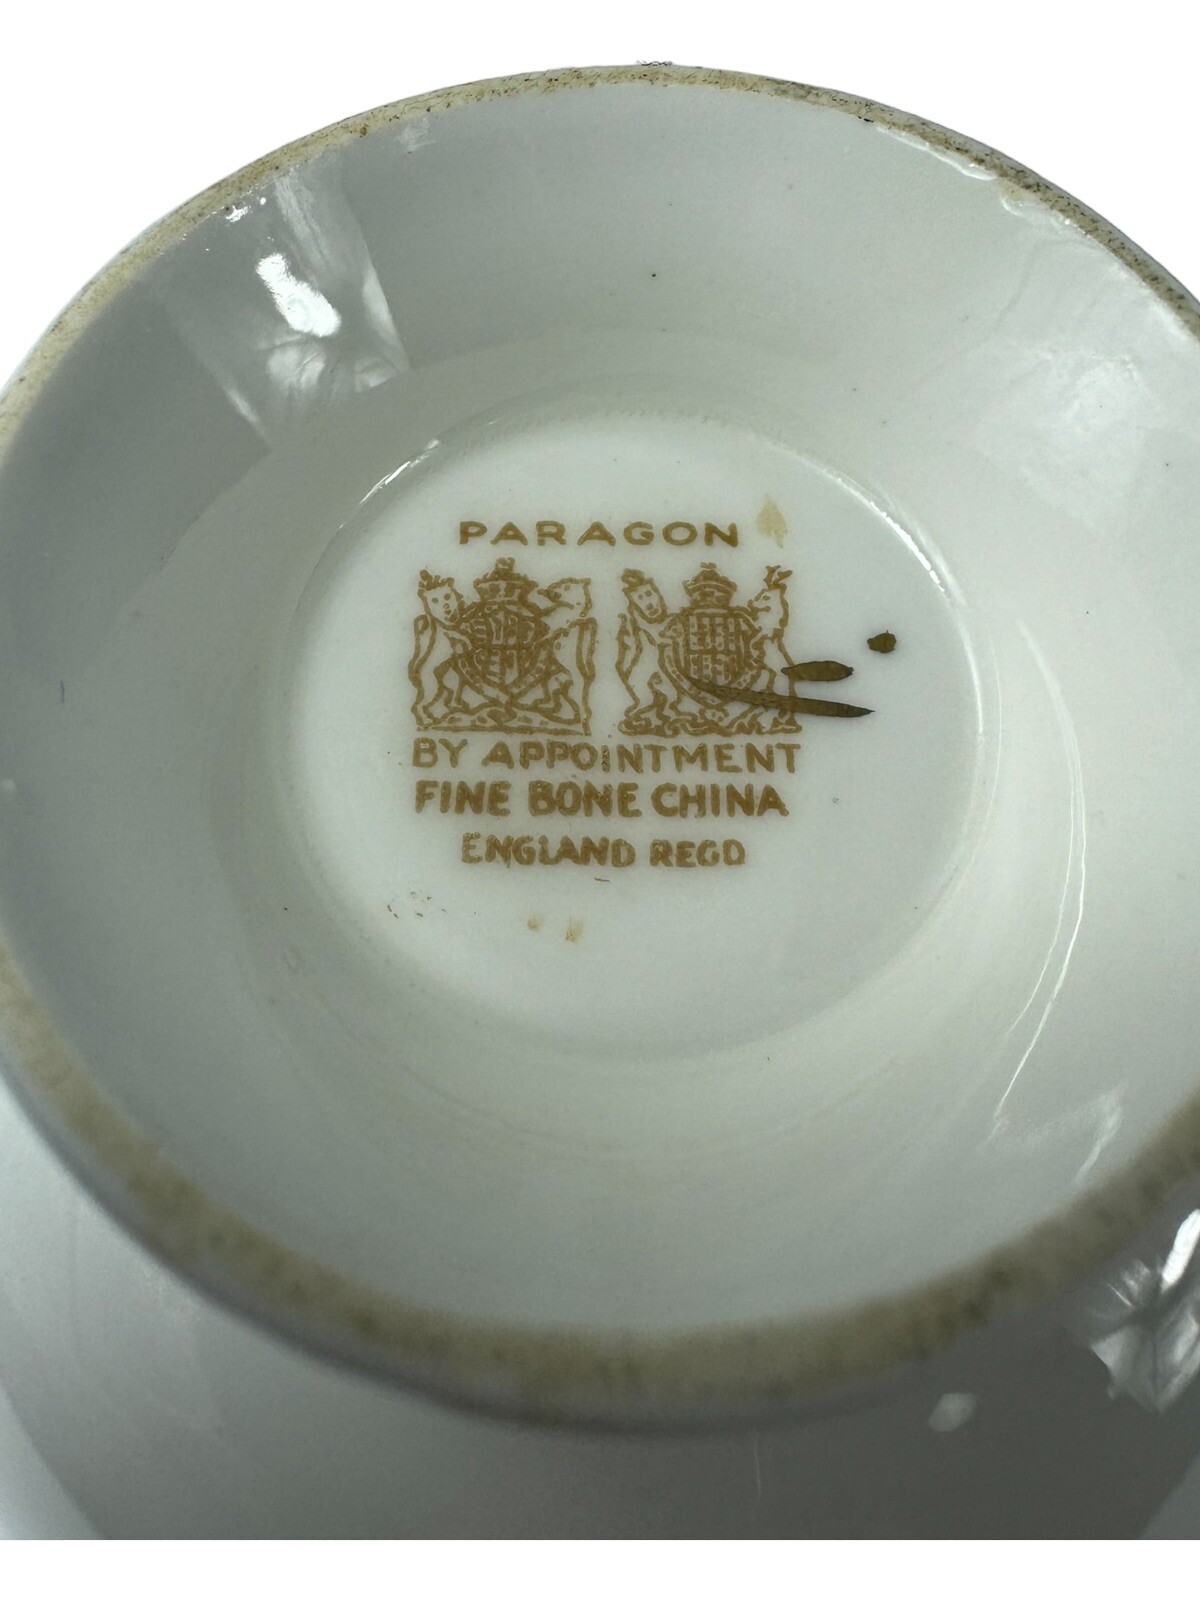 PARAGON
BY APPOINTMENT
FINE BONE CHINA
ENGLAND REGD